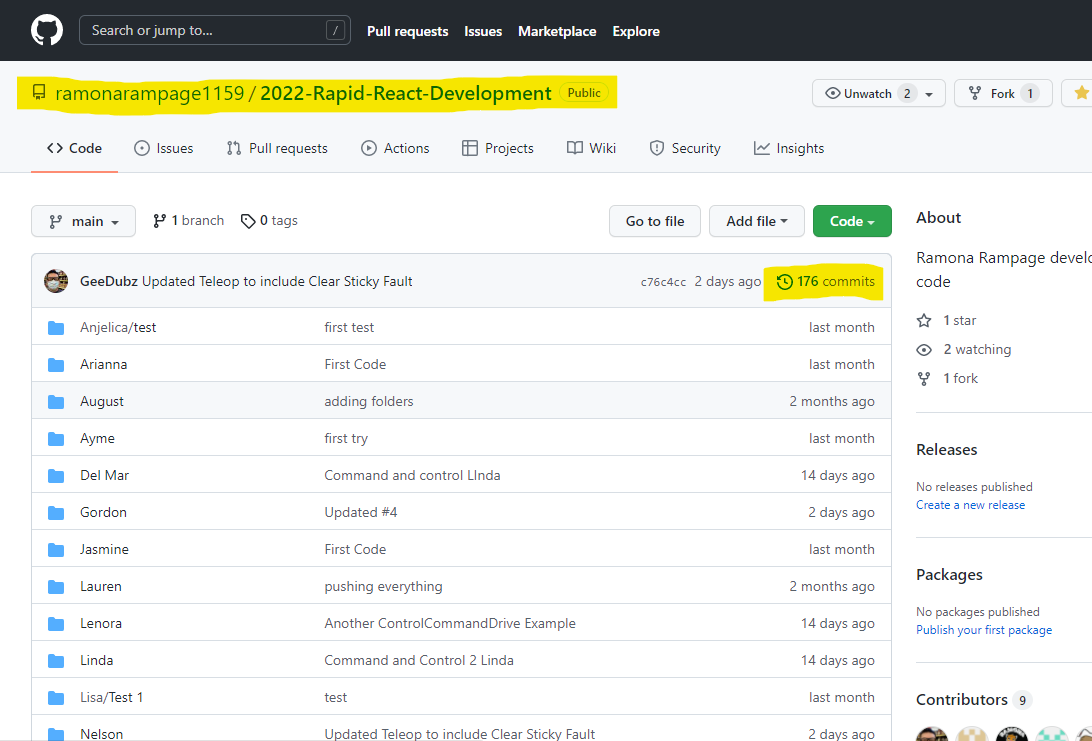 Search or jump to... /
Pull requests Issues Marketplace Explore
ramonarampage1159 / 2022-Rapid-React-Development Public
Unwatch 2 Fork 1
Code Issues Pull requests Actions Projects Wiki Security Insights
main 1 branch 0 tags Go to file Add file Code
GeeDubz Updated Teleop to include Clear Sticky Fault c76c4cc 2 days ago 176 commits
Anjelica/test first test last month
Arianna First Code last month
August adding folders 2 months ago
Ayme first try last month
Del Mar Command and control LInda 14 days ago
Gordon Updated #4 2 days ago
Jasmine First Code last month
Lauren pushing everything 2 months ago
Lenora Another ControlCommandDrive Example 14 days ago
Linda Command and Control 2 Linda 14 days ago
Lisa/Test 1 test last month
Nelson Updated Teleop to include Clear Sticky Fault 2 days ago
About
Ramona Rampage develo
code
1 star
2 watching
1 fork
Releases
No releases published
Create a new release
Packages
No packages published
Publish your first package
Contributors 9